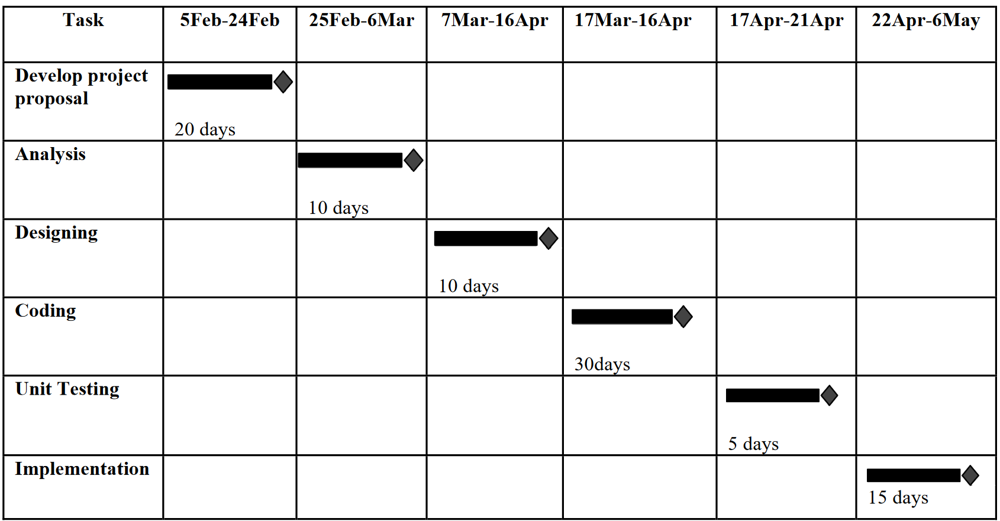 Task 5Feb-24Feb 25Feb-6Mar 7Mar-16Apr 17Mar-16Apr 17Apr-21Apr 22Apr-6May
Develop project
proposal
20 days
Analysis
10 days
Designing
10 days
Coding
30days
Unit Testing
5 days
Implementation
15 days